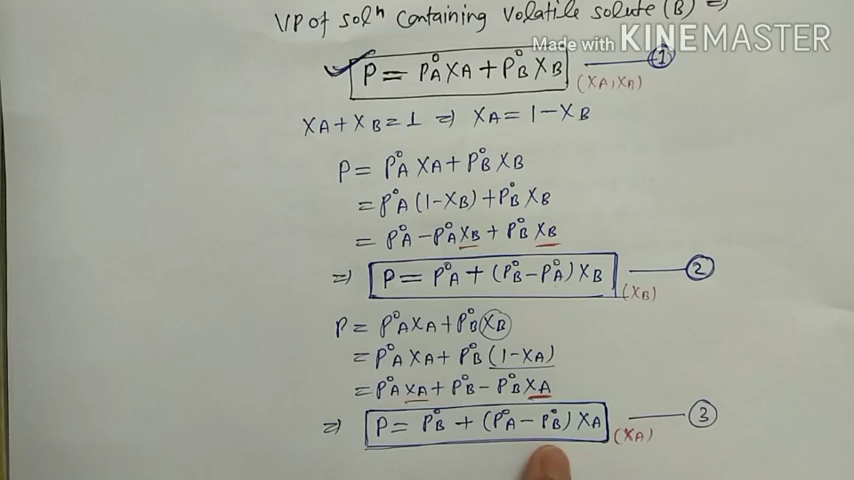 VP of solⁿ containing Volatile solute (B) ⇒
Made with KINEMASTER
P = P°A XA + P°B XB ①
(XA, XB)
XA + XB = 1 ⇒ XA = 1 − XB
P = P°A XA + P°B XB
= P°A (1−XB) + P°B XB
= P°A − P°A XB + P°B XB
⇒ P = P°A + (P°B − P°A) XB ②
(XB)
P = P°A XA + P°B XB
= P°A XA + P°B (1−XA)
= P°A XA + P°B − P°B XA
⇒ P = P°B + (P°A − P°B) XA ③
(XA)